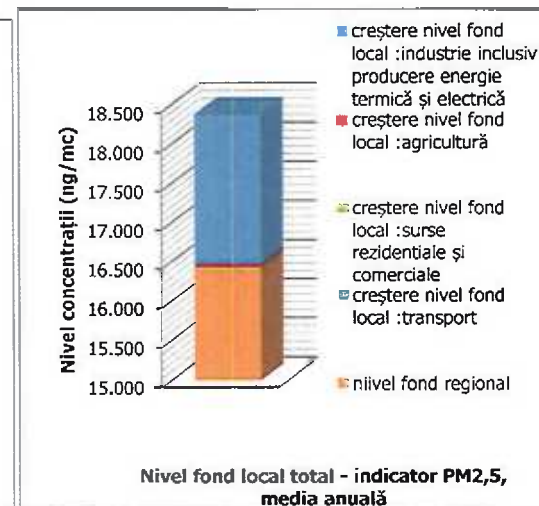 Nivel concentrații (ng/mc)
18.500
18.000
17.500
17.000
16.500
16.000
15.500
15.000
creștere nivel fond
local :industrie inclusiv
producere energie
termică și electrică
creștere nivel fond
local :agricultură
creștere nivel fond
local :surse
rezidentiale și
comerciale
creștere nivel fond
local :transport
niivel fond regional
Nivel fond local total - indicator PM2,5,
media anuală